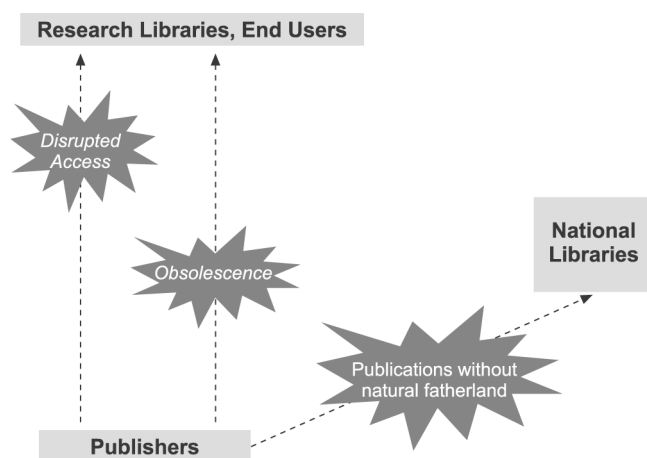 Research Libraries, End Users
Disrupted
Access
National
Libraries
Obsolescence
Publications without
natural fatherland
Publishers